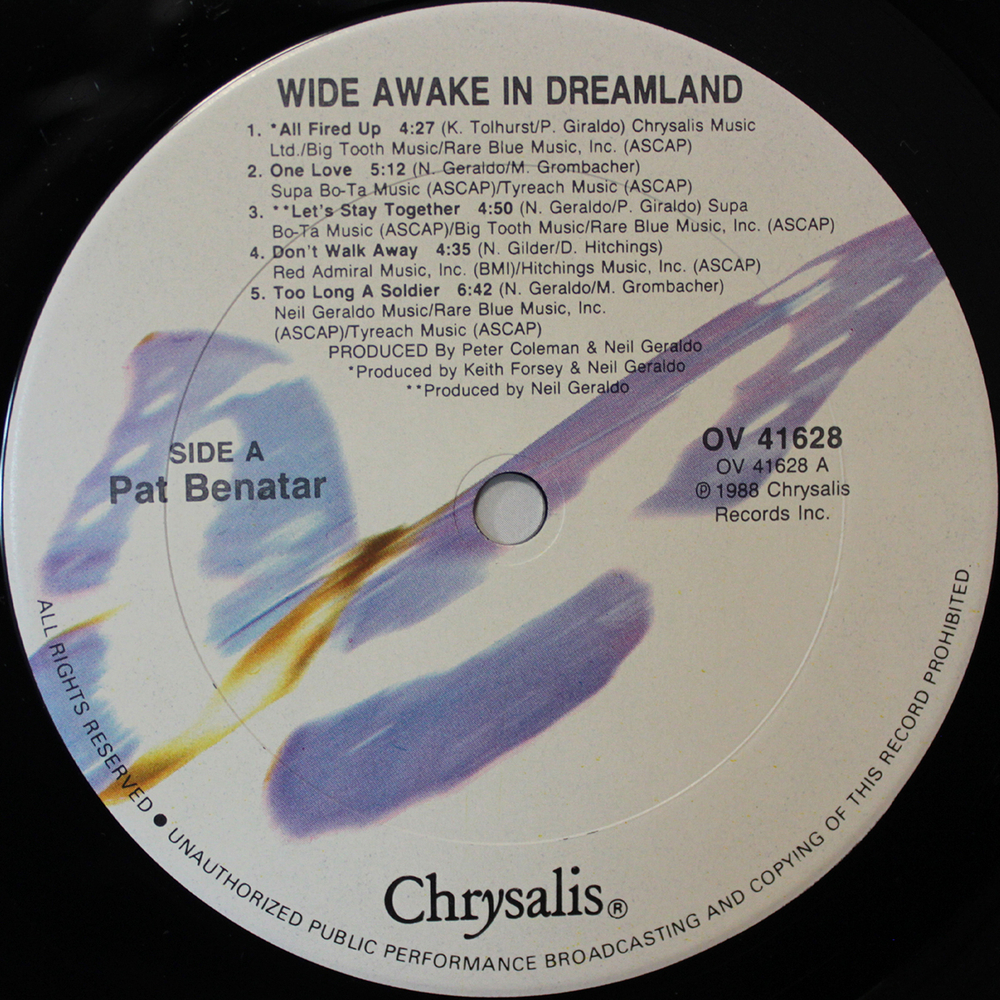 WIDE AWAKE IN DREAMLAND
1. *All Fired Up 4:27 (K. Tolhurst/P. Giraldo) Chrysalis Music
Ltd./Big Tooth Music/Rare Blue Music, Inc. (ASCAP)
2. One Love 5:12 (N. Geraldo/M. Grombacher)
Supa Bo-Ta Music (ASCAP)/Tyreach Music (ASCAP)
3. **Let's Stay Together 4:50 (N. Geraldo/P. Giraldo) Supa
Bo-Ta Music (ASCAP)/Big Tooth Music/Rare Blue Music, Inc. (ASCAP)
4. Don't Walk Away 4:35 (N. Gilder/D. Hitchings)
Red Admiral Music, Inc. (BMI)/Hitchings Music, Inc. (ASCAP)
5. Too Long A Soldier 6:42 (N. Geraldo/M. Grombacher)
Neil Geraldo Music/Rare Blue Music, Inc.
(ASCAP)/Tyreach Music (ASCAP)
PRODUCED By Peter Coleman & Neil Geraldo
*Produced by Keith Forsey & Neil Geraldo
**Produced by Neil Geraldo
SIDE A
Pat Benatar
OV 41628
OV 41628 A
℗ 1988 Chrysalis
Records Inc.
Chrysalis®
ALL RIGHTS RESERVED ● UNAUTHORIZED PUBLIC PERFORMANCE BROADCASTING AND COPYING OF THIS RECORD PROHIBITED